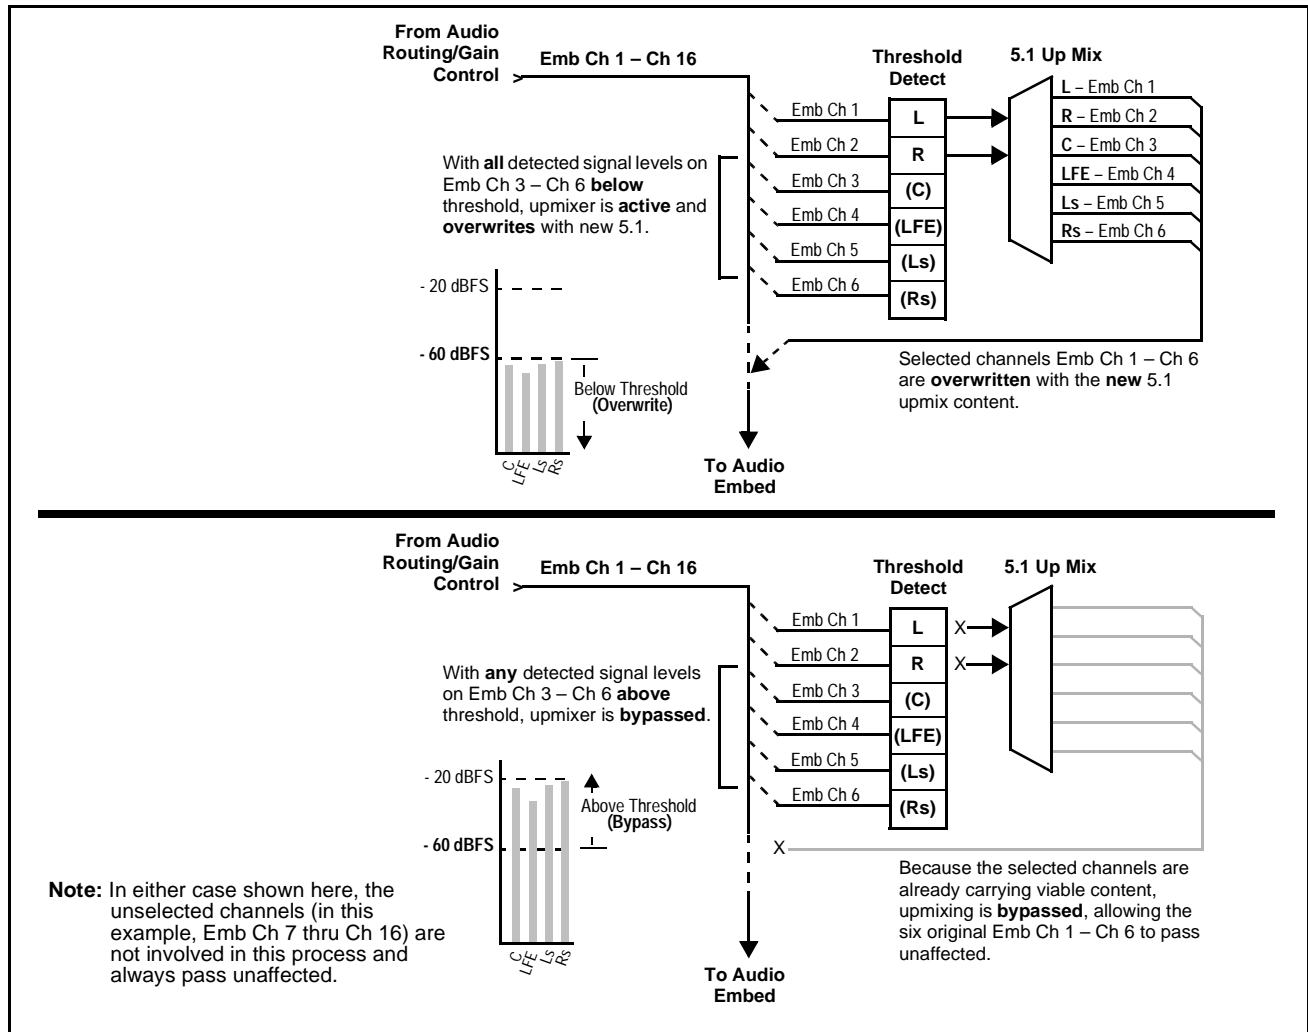 From Audio
Routing/Gain
Control >
Emb Ch 1 – Ch 16
Threshold
Detect
5.1 Up Mix
Emb Ch 1
Emb Ch 2
Emb Ch 3
Emb Ch 4
Emb Ch 5
Emb Ch 6
L
R
(C)
(LFE)
(Ls)
(Rs)
L – Emb Ch 1
R – Emb Ch 2
C – Emb Ch 3
LFE – Emb Ch 4
Ls – Emb Ch 5
Rs – Emb Ch 6
With all detected signal levels on
Emb Ch 3 – Ch 6 below
threshold, upmixer is active and
overwrites with new 5.1.
- 20 dBFS
- 60 dBFS
Below Threshold
(Overwrite)
C
LFE
Ls
Rs
Selected channels Emb Ch 1 – Ch 6
are overwritten with the new 5.1
upmix content.
To Audio
Embed
From Audio
Routing/Gain
Control >
Emb Ch 1 – Ch 16
Threshold
Detect
5.1 Up Mix
Emb Ch 1
Emb Ch 2
Emb Ch 3
Emb Ch 4
Emb Ch 5
Emb Ch 6
L
R
(C)
(LFE)
(Ls)
(Rs)
X
X
With any detected signal levels
on Emb Ch 3 – Ch 6 above
threshold, upmixer is bypassed.
- 20 dBFS
- 60 dBFS
Above Threshold
(Bypass)
C
LFE
Ls
Rs
X
Because the selected channels are
already carrying viable content,
upmixing is bypassed, allowing the
six original Emb Ch 1 – Ch 6 to pass
unaffected.
To Audio
Embed
Note: In either case shown here, the
unselected channels (in this
example, Emb Ch 7 thru Ch 16) are
not involved in this process and
always pass unaffected.